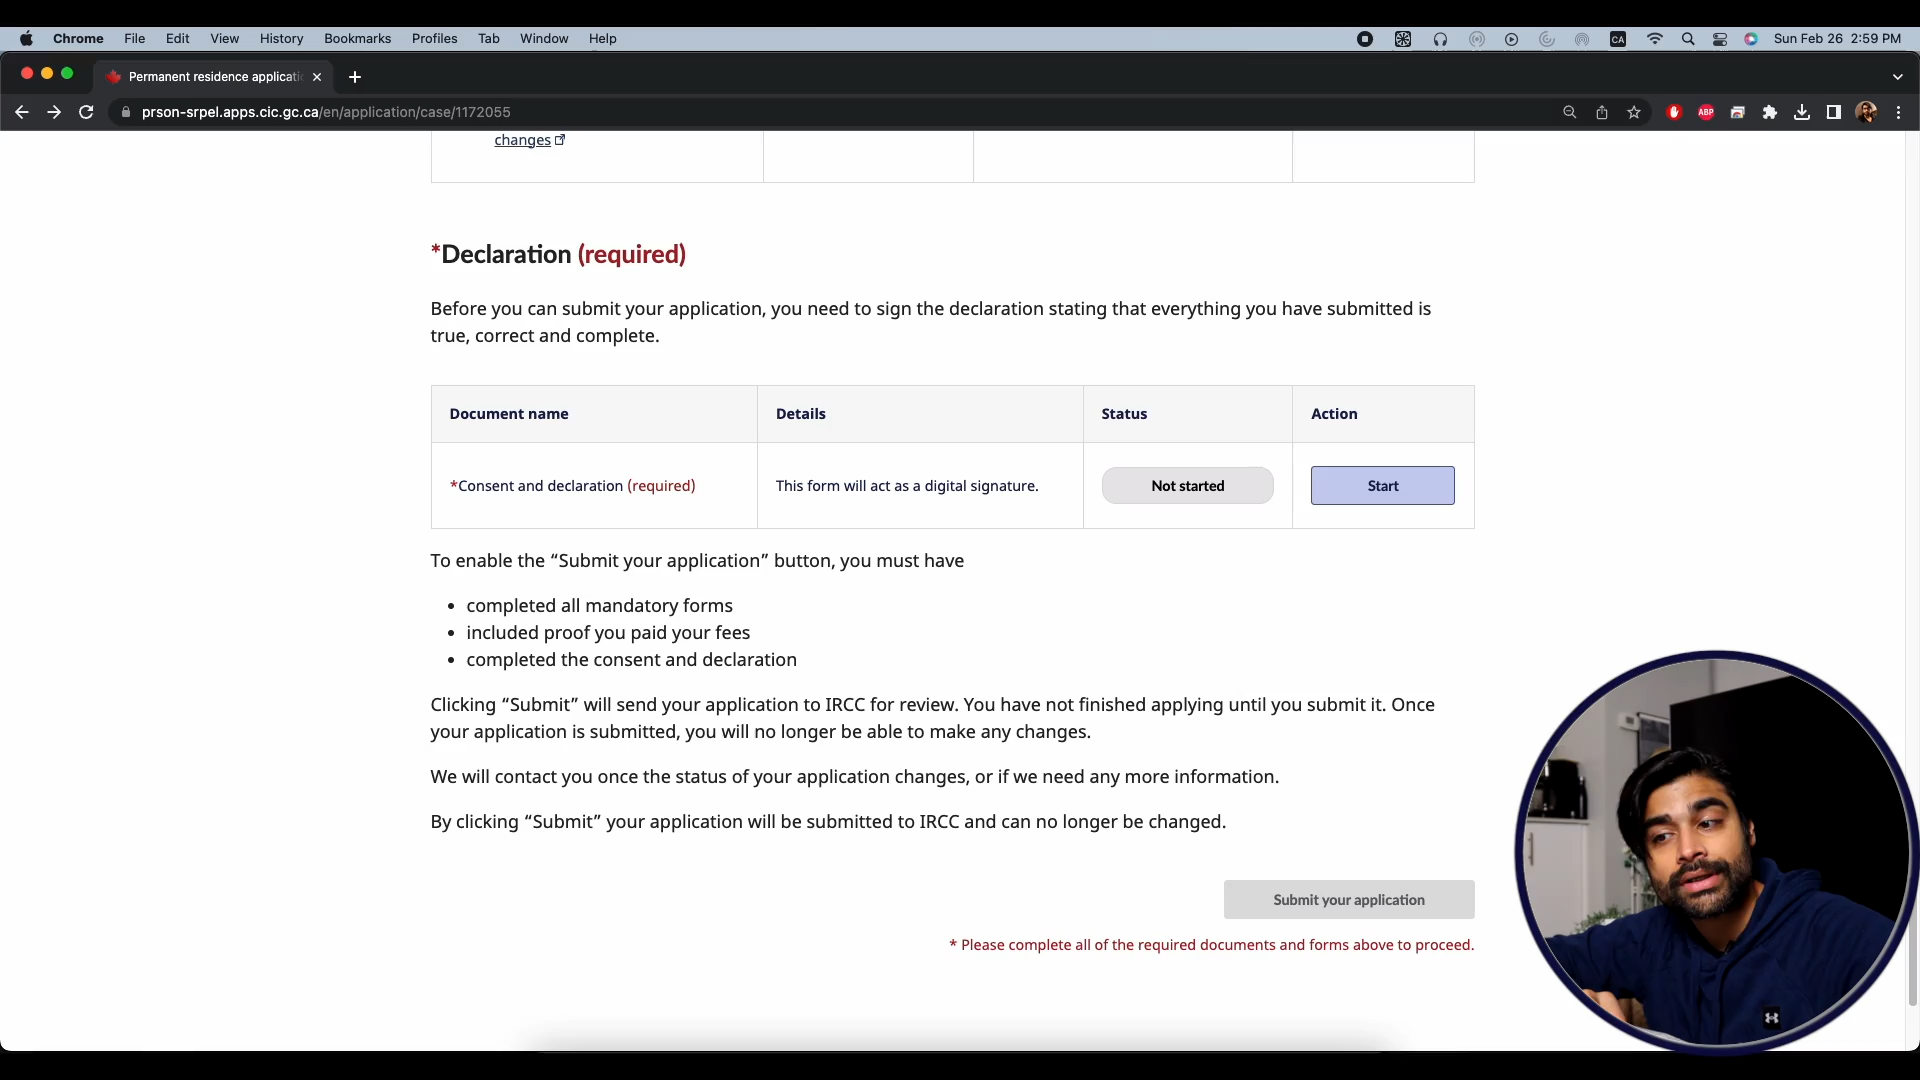 Chrome File Edit View History Bookmarks Profiles Tab Window Help CA Sun Feb 26 2:59 PM
Permanent residence applicatic
prson-srpel.apps.cic.gc.ca/en/application/case/1172055 ABP
changes
*Declaration (required)
Before you can submit your application, you need to sign the declaration stating that everything you have submitted is
true, correct and complete.
Document name Details Status Action
*Consent and declaration (required) This form will act as a digital signature. Not started Start
To enable the “Submit your application” button, you must have
• completed all mandatory forms
• included proof you paid your fees
• completed the consent and declaration
Clicking “Submit” will send your application to IRCC for review. You have not finished applying until you submit it. Once
your application is submitted, you will no longer be able to make any changes.
We will contact you once the status of your application changes, or if we need any more information.
By clicking “Submit” your application will be submitted to IRCC and can no longer be changed.
Submit your application
* Please complete all of the required documents and forms above to proceed.